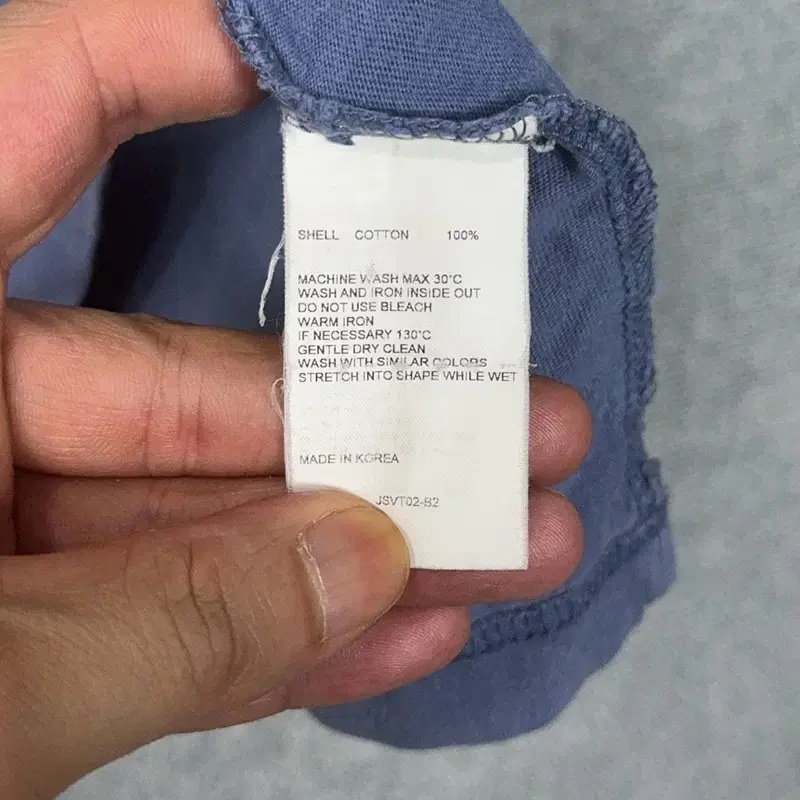 SHELL COTTON 100%
MACHINE WASH MAX 30°C
WASH AND IRON INSIDE OUT
DO NOT USE BLEACH
WARM IRON
IF NECESSARY 130°C
GENTLE DRY CLEAN
WASH WITH SIMILAR COLORS
STRETCH INTO SHAPE WHILE WET
MADE IN KOREA
JSVT02-B2